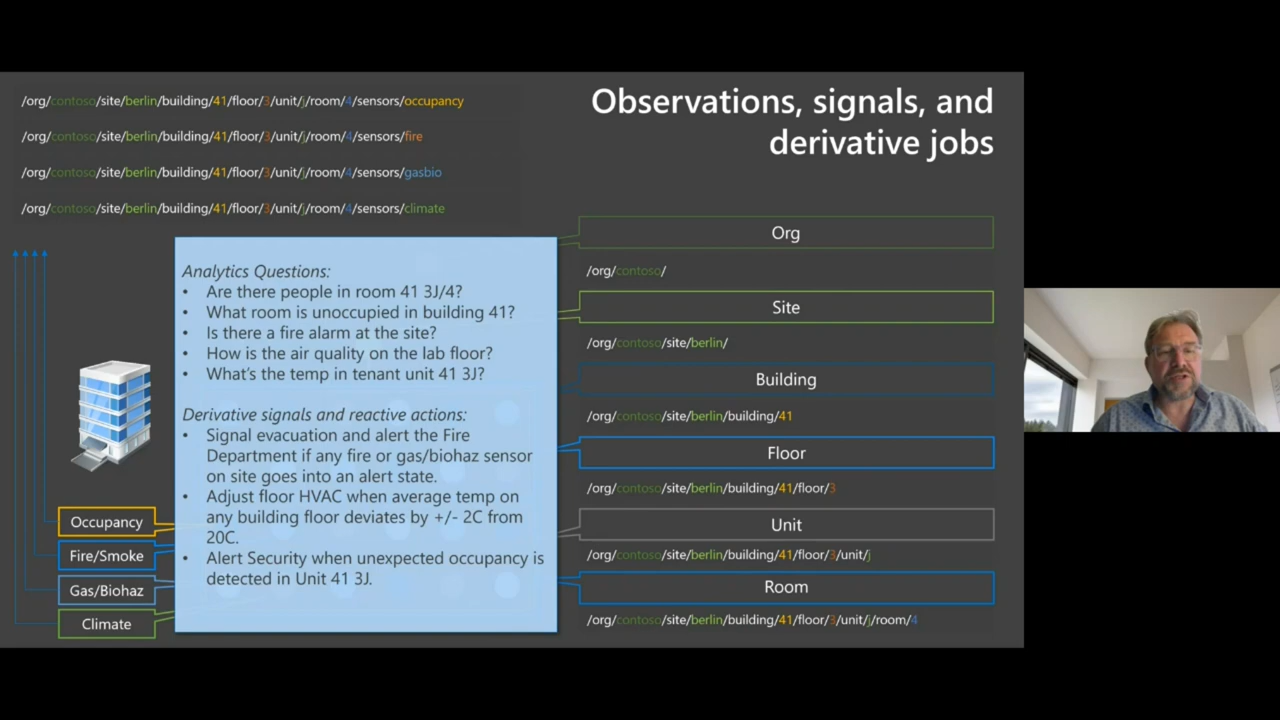 /org/contoso/site/berlin/building/41/floor/3/unit/j/room/4/sensors/occupancy
/org/contoso/site/berlin/building/41/floor/3/unit/j/room/4/sensors/fire
/org/contoso/site/berlin/building/41/floor/3/unit/j/room/4/sensors/gasbio
/org/contoso/site/berlin/building/41/floor/3/unit/j/room/4/sensors/climate
Observations, signals, and
derivative jobs
Analytics Questions:
• Are there people in room 41 3J/4?
• What room is unoccupied in building 41?
• Is there a fire alarm at the site?
• How is the air quality on the lab floor?
• What's the temp in tenant unit 41 3J?
Derivative signals and reactive actions:
• Signal evacuation and alert the Fire
Department if any fire or gas/biohaz sensor
on site goes into an alert state.
• Adjust floor HVAC when average temp on
any building floor deviates by +/- 2C from
20C.
• Alert Security when unexpected occupancy is
detected in Unit 41 3J.
Occupancy
Fire/Smoke
Gas/Biohaz
Climate
Org
/org/contoso/
Site
/org/contoso/site/berlin/
Building
/org/contoso/site/berlin/building/41
Floor
/org/contoso/site/berlin/building/41/floor/3
Unit
/org/contoso/site/berlin/building/41/floor/3/unit/j
Room
/org/contoso/site/berlin/building/41/floor/3/unit/j/room/4